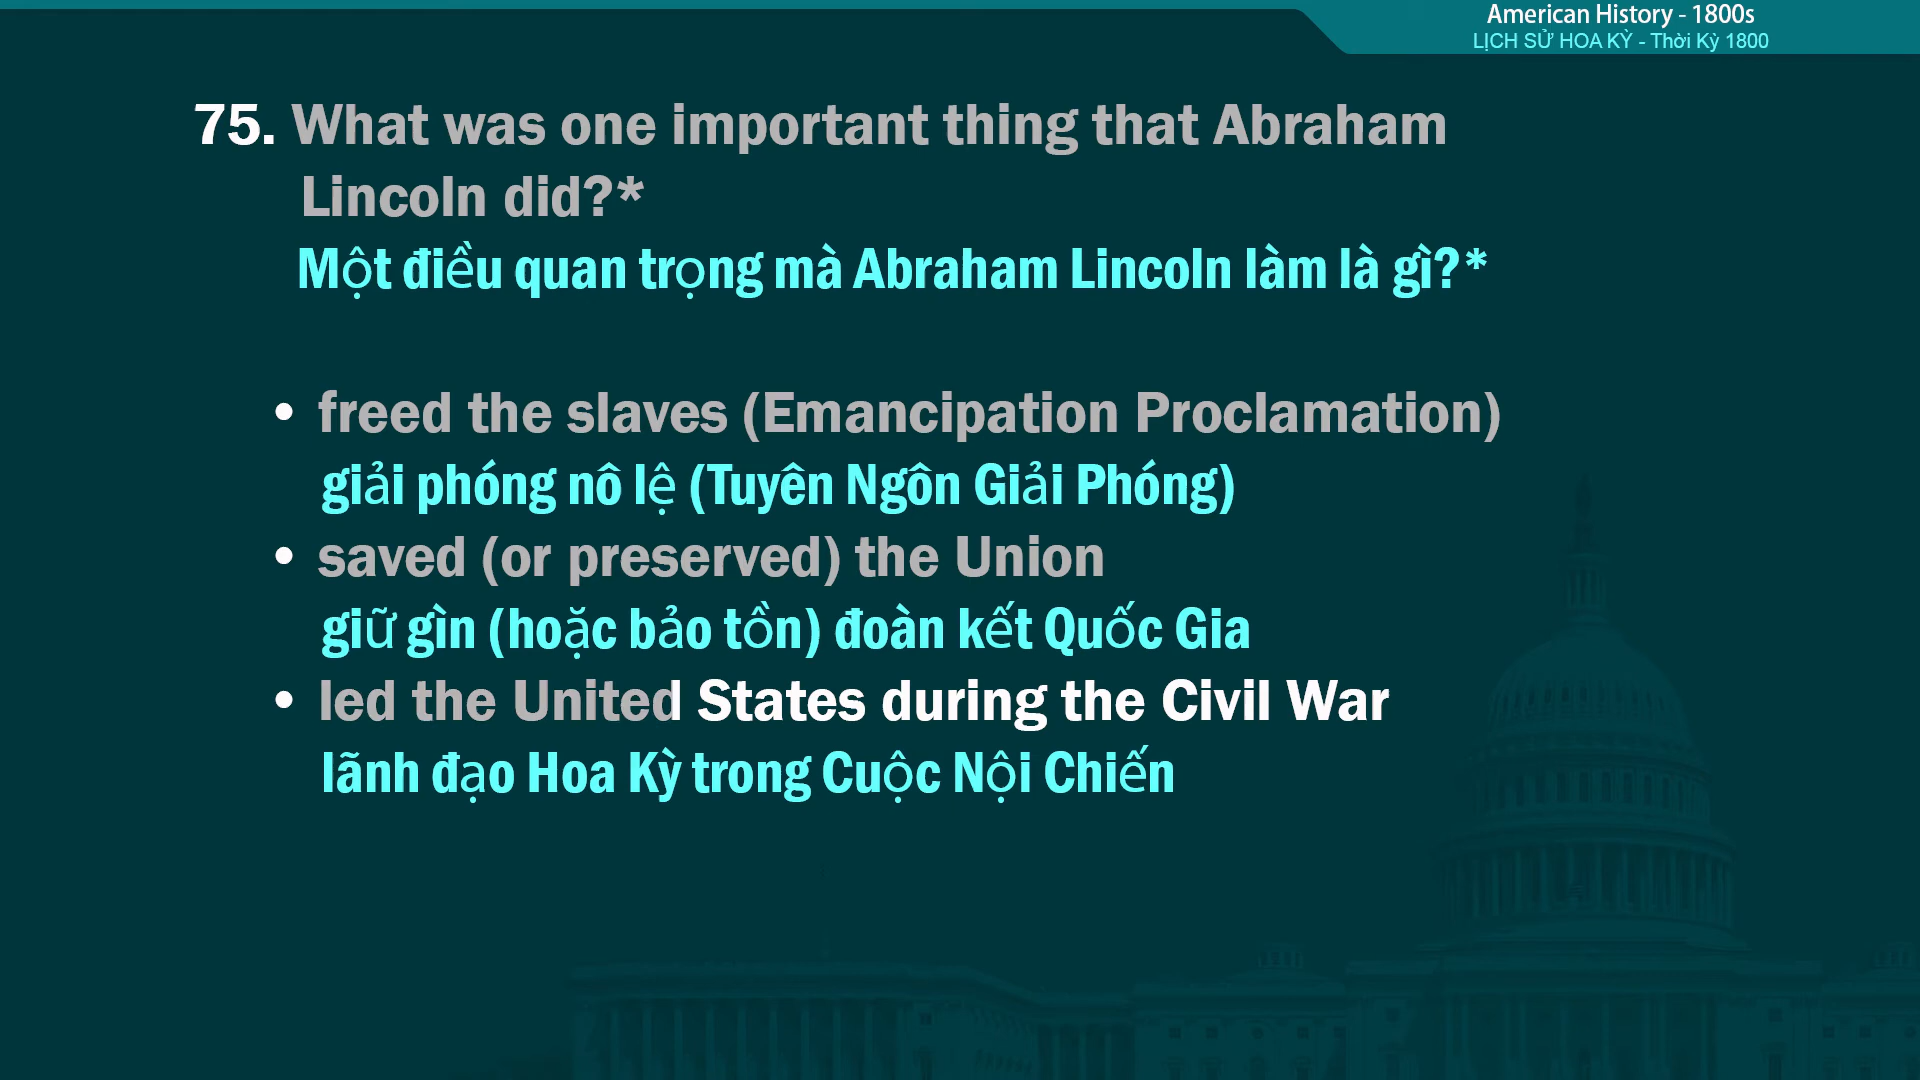 American History - 1800s
LỊCH SỬ HOA KỲ - Thời Kỳ 1800
75. What was one important thing that Abraham
Lincoln did?*
Một điều quan trọng mà Abraham Lincoln làm là gì?*
• freed the slaves (Emancipation Proclamation)
giải phóng nô lệ (Tuyên Ngôn Giải Phóng)
• saved (or preserved) the Union
giữ gìn (hoặc bảo tồn) đoàn kết Quốc Gia
• led the United States during the Civil War
lãnh đạo Hoa Kỳ trong Cuộc Nội Chiến